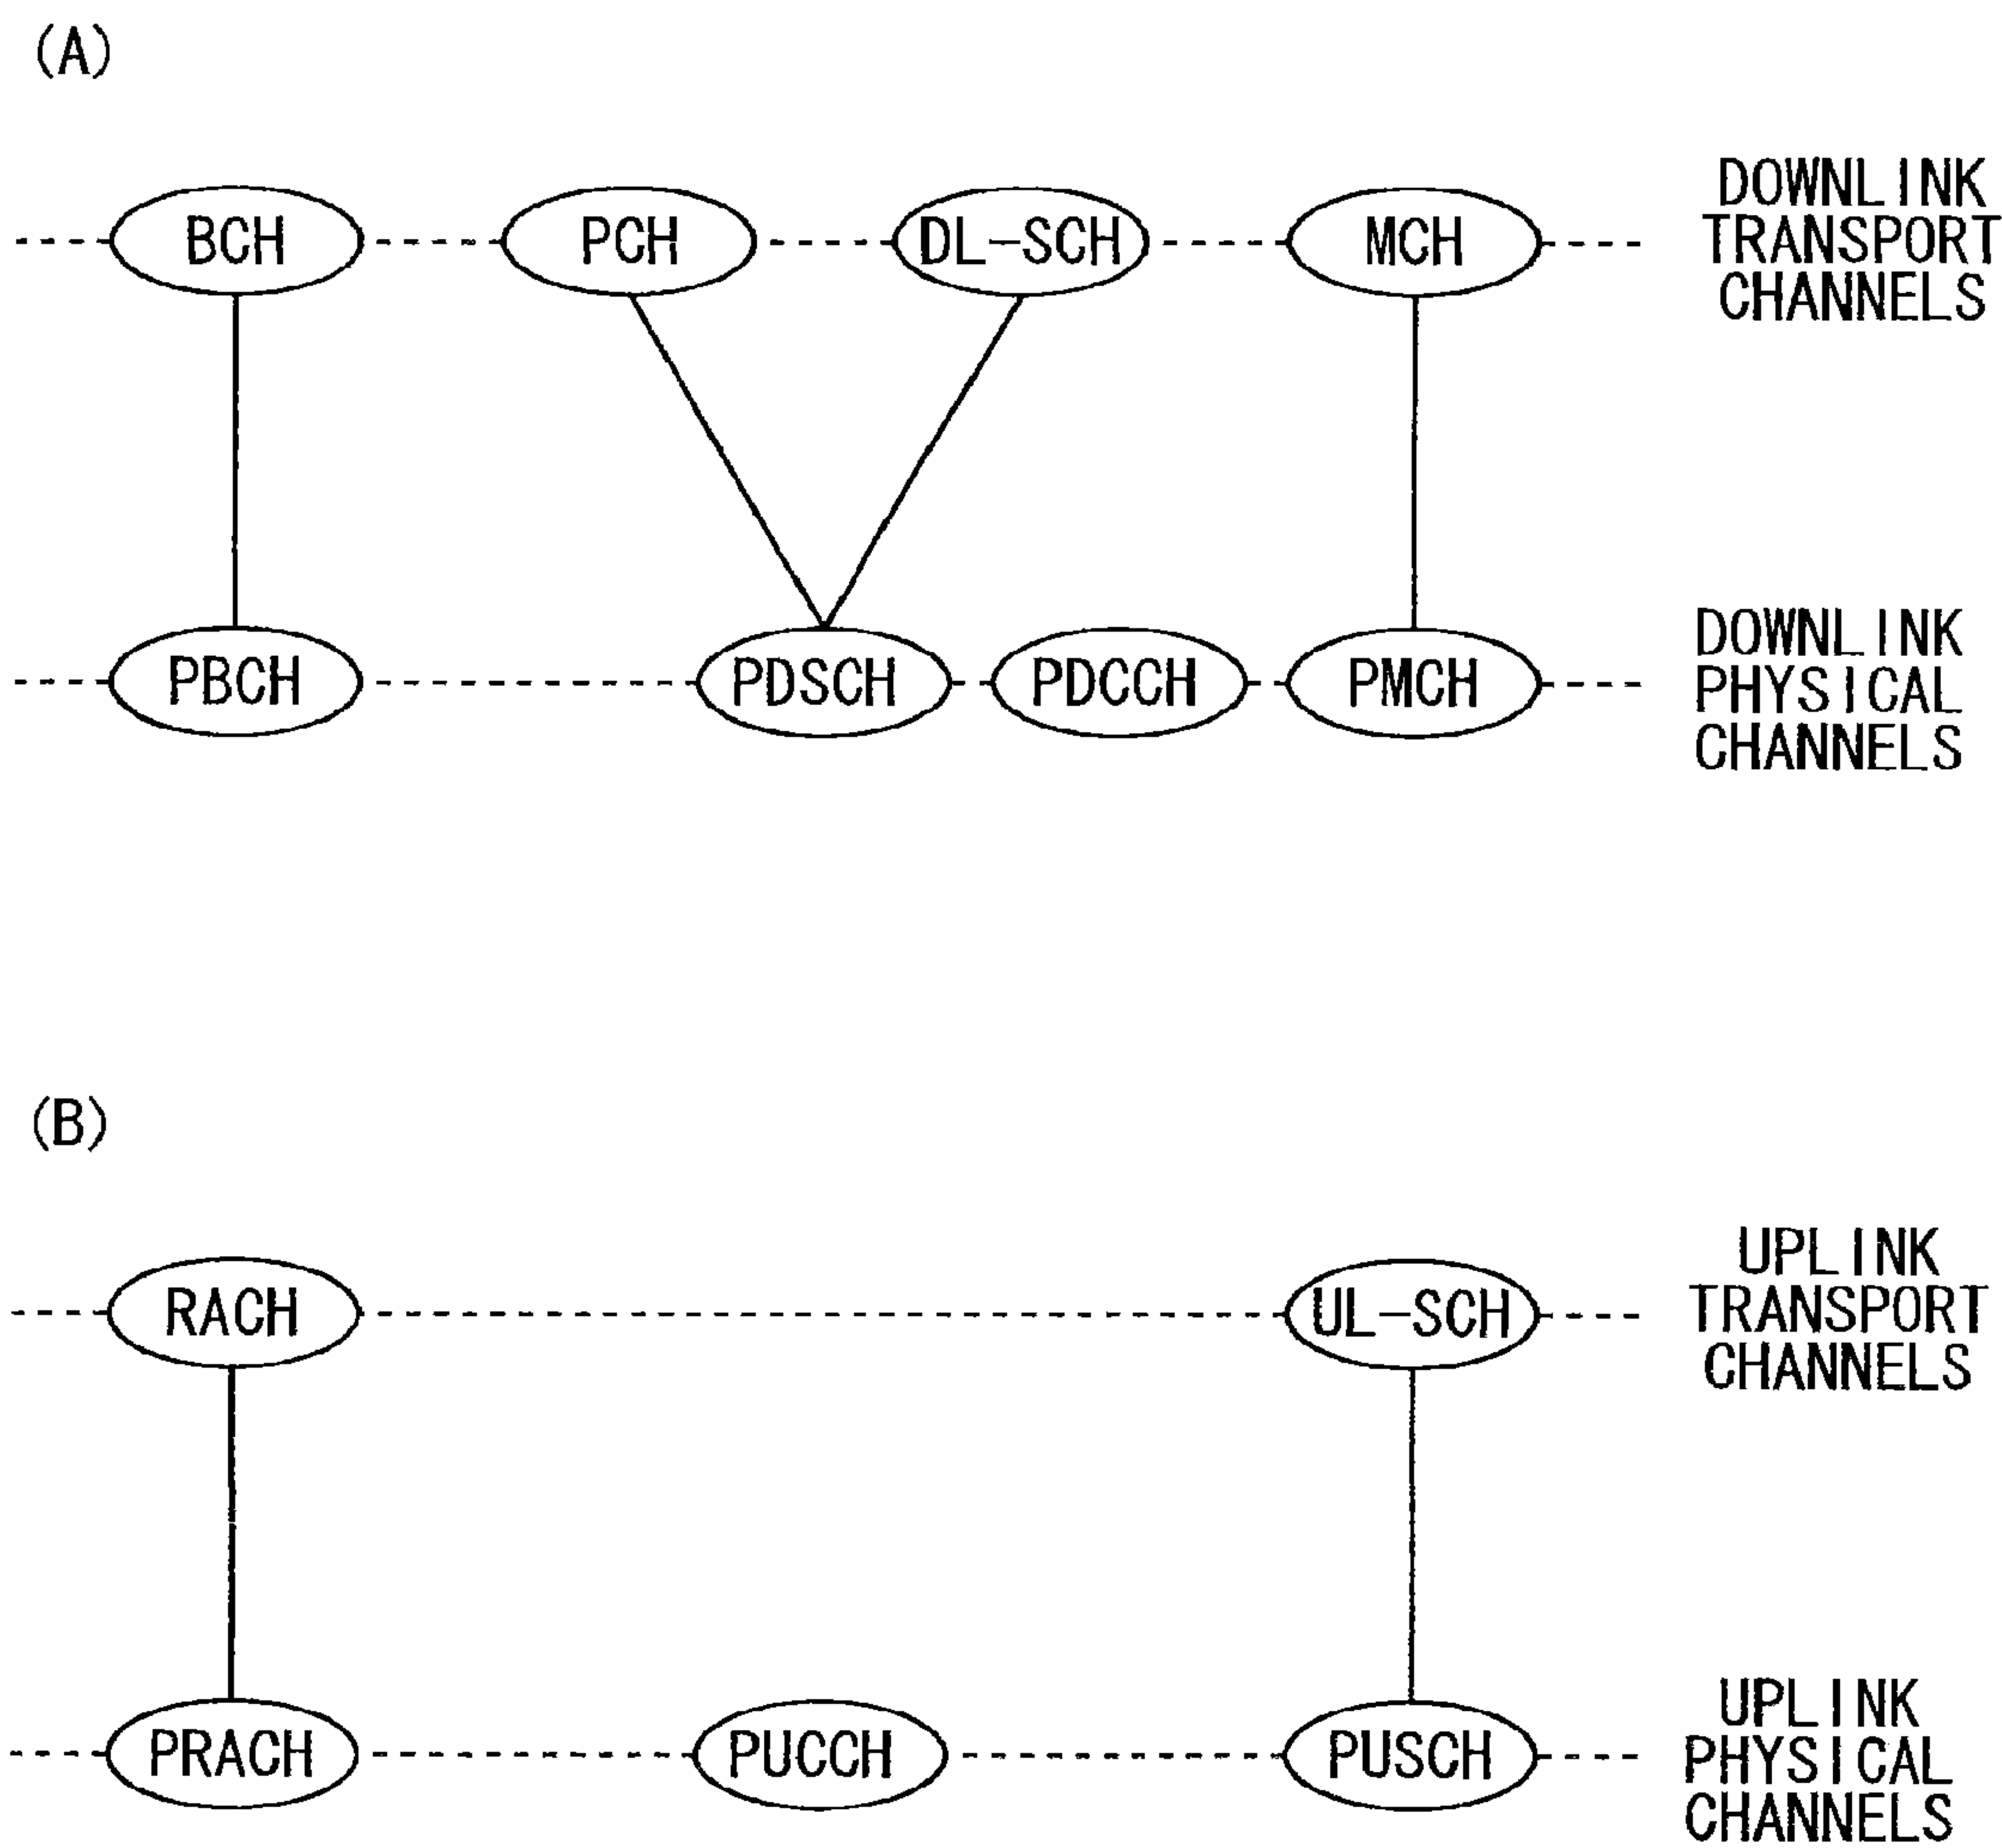 (A)
BCH PCH DL-SCH MCH
DOWNLINK
TRANSPORT
CHANNELS
PBCH PDSCH PDCCH PMCH
DOWNLINK
PHYSICAL
CHANNELS
(B)
RACH UL-SCH
UPLINK
TRANSPORT
CHANNELS
PRACH PUCCH PUSCH
UPLINK
PHYSICAL
CHANNELS